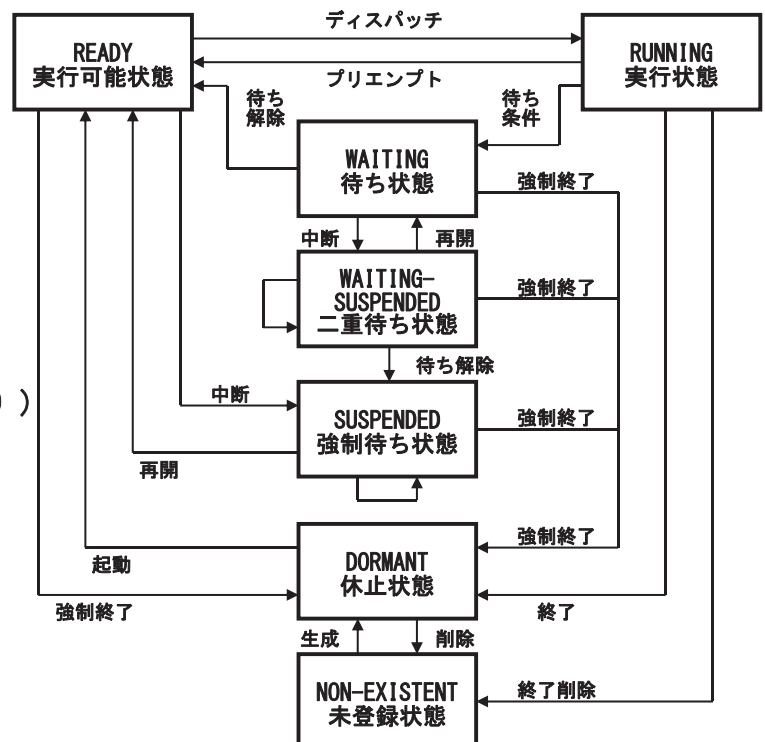 ディスパッチ
READY
実行可能状態
RUNNING
実行状態
プリエンプト
待ち
解除
待ち
条件
WAITING
待ち状態
強制終了
中断
再開
WAITING-
SUSPENDED
二重待ち状態
強制終了
待ち解除
中断
)
SUSPENDED
強制待ち状態
強制終了
再開
強制終了
DORMANT
休止状態
起動
強制終了
終了
生成
削除
NON-EXISTENT
未登録状態
終了削除